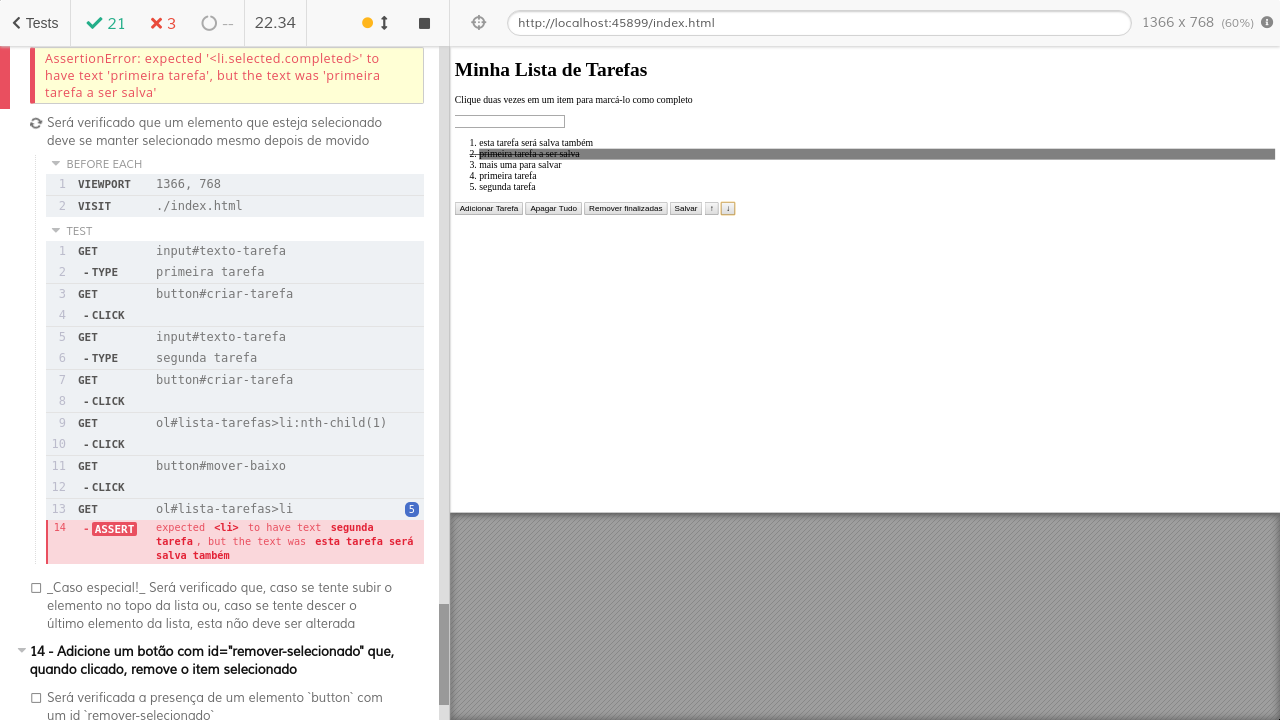 Tests
21
3
--
22.34
http://localhost:45899/index.html
1366 x 768 (60%)
AssertionError: expected '<li.selected.completed>' to
have text 'primeira tarefa', but the text was 'primeira
tarefa a ser salva'
Será verificado que um elemento que esteja selecionado
deve se manter selecionado mesmo depois de movido
BEFORE EACH
1 VIEWPORT 1366, 768
2 VISIT ./index.html
TEST
1 GET input#texto-tarefa
2 -TYPE primeira tarefa
3 GET button#criar-tarefa
4 -CLICK
5 GET input#texto-tarefa
6 -TYPE segunda tarefa
7 GET button#criar-tarefa
8 -CLICK
9 GET ol#lista-tarefas>li:nth-child(1)
10 -CLICK
11 GET button#mover-baixo
12 -CLICK
13 GET ol#lista-tarefas>li 5
14 -ASSERT expected <li> to have text segunda
tarefa, but the text was esta tarefa será
salva também
_Caso especial!_ Será verificado que, caso se tente subir o
elemento no topo da lista ou, caso se tente descer o
último elemento da lista, esta não deve ser alterada
14 - Adicione um botão com id="remover-selecionado" que,
quando clicado, remove o item selecionado
Será verificada a presença de um elemento `button` com
um id `remover-selecionado`
Minha Lista de Tarefas
Clique duas vezes em um item para marcá-lo como completo
1. esta tarefa será salva também
2. primeira tarefa a ser salva
3. mais uma para salvar
4. primeira tarefa
5. segunda tarefa
Adicionar Tarefa Apagar Tudo Remover finalizadas Salvar ↑ ↓